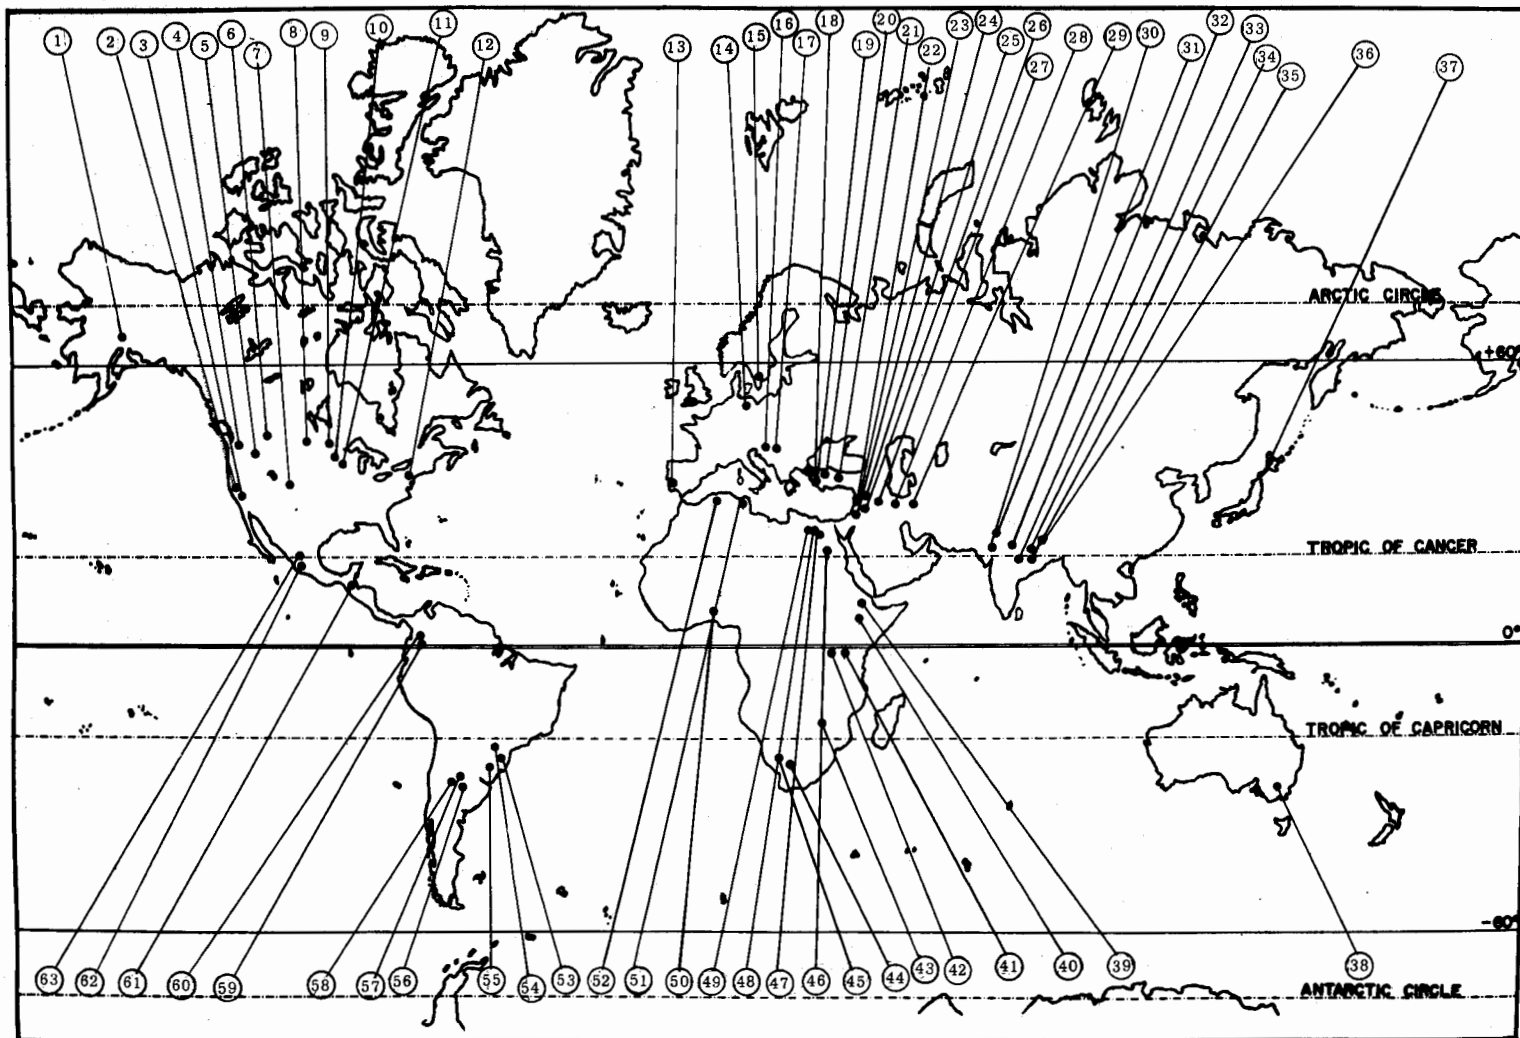 1 2 3 4 5 6 7 8 9 10 11 12 13 14 15 16 17 18 19 20 21 22 23 24 25 26 27 28 29 30 31 32 33 34 35 36 37
ARCTIC CIRCLE
+60°
TROPIC OF CANCER
0°
TROPIC OF CAPRICORN
-60°
63 62 61 60 59 58 57 56 55 54 53 52 51 50 49 48 47 46 45 44 43 42 41 40 39 38
ANTARCTIC CIRCLE